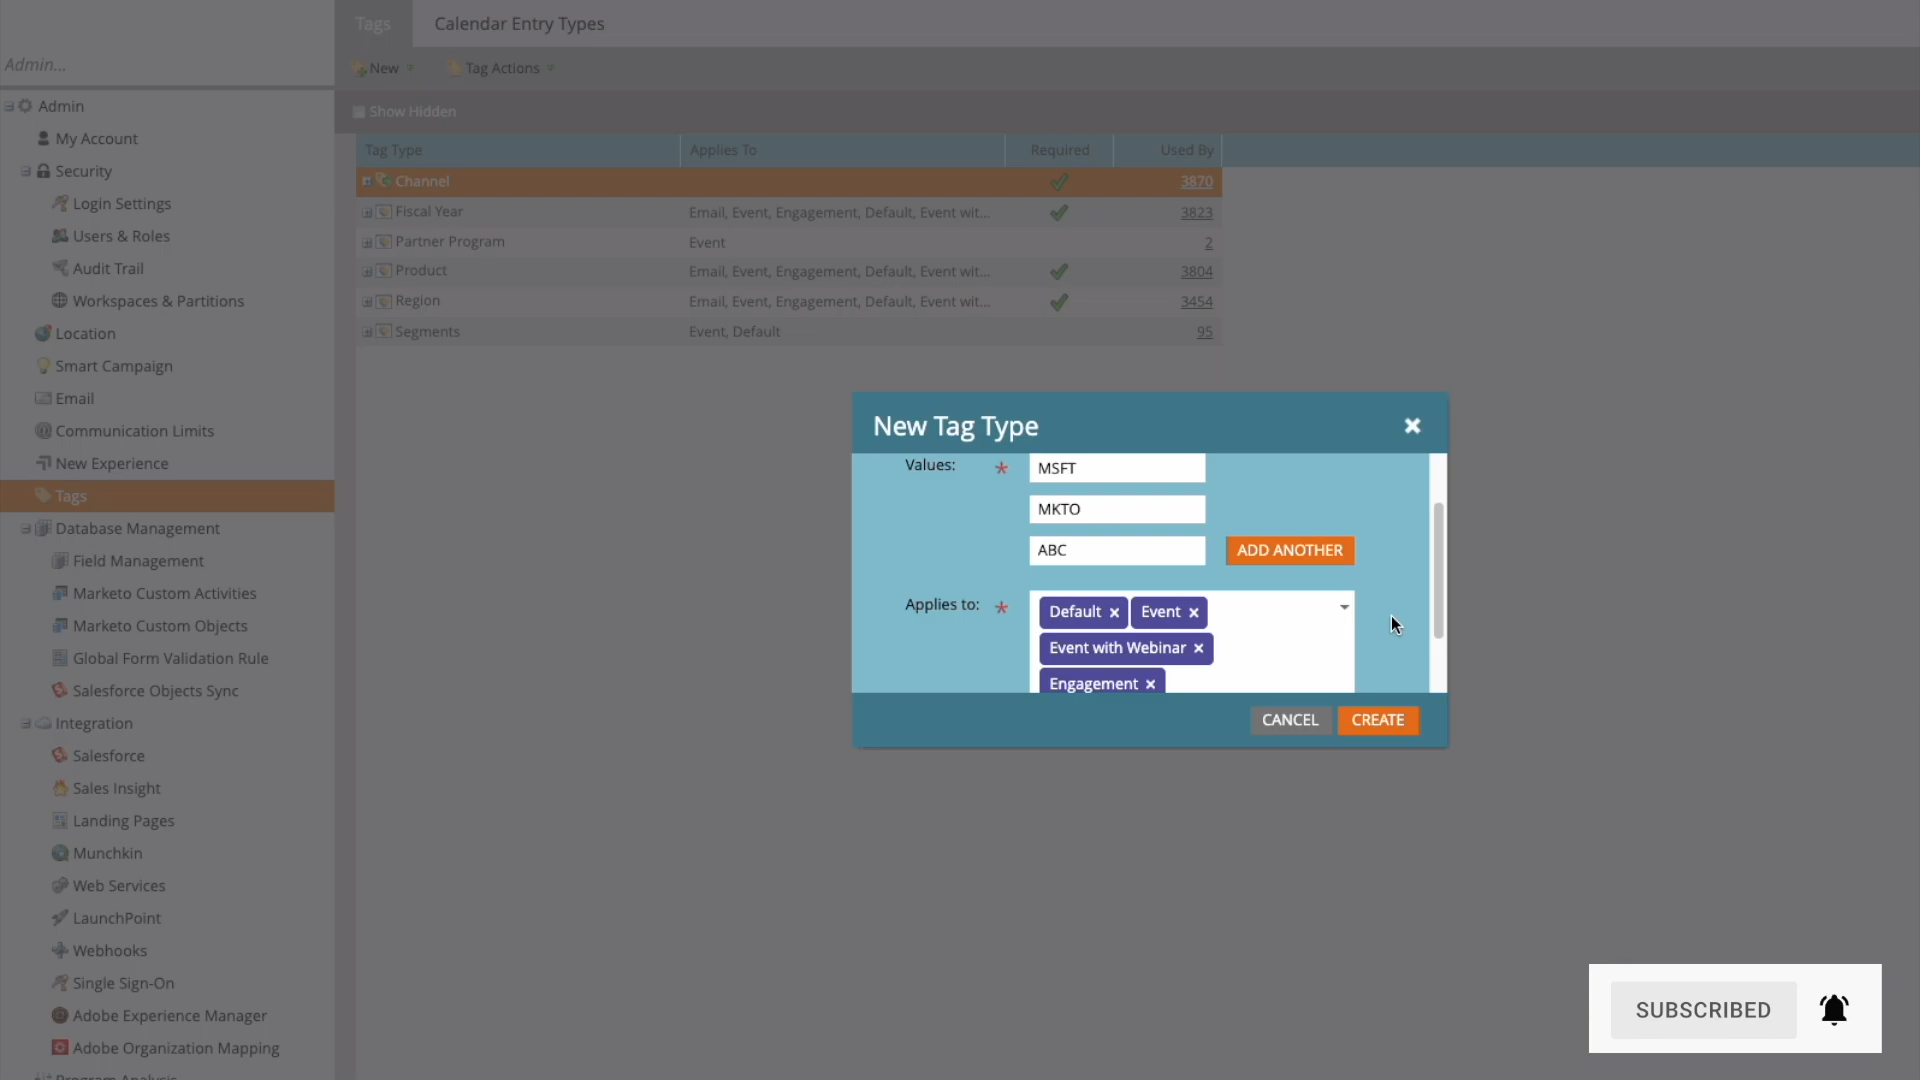 Tags
Calendar Entry Types
Admin...
New
Tag Actions
Show Hidden
Admin
My Account
Security
Login Settings
Users & Roles
Audit Trail
Workspaces & Partitions
Location
Smart Campaign
Email
Communication Limits
New Experience
Tags
Database Management
Field Management
Marketo Custom Activities
Marketo Custom Objects
Global Form Validation Rule
Salesforce Objects Sync
Integration
Salesforce
Sales Insight
Landing Pages
Munchkin
Web Services
LaunchPoint
Webhooks
Single Sign-On
Adobe Experience Manager
Adobe Organization Mapping
Program Analysis
Tag Type Applies To Required Used By
Channel 3870
Fiscal Year Email, Event, Engagement, Default, Event wit... 3823
Partner Program Event 2
Product Email, Event, Engagement, Default, Event wit... 3804
Region Email, Event, Engagement, Default, Event wit... 3454
Segments Event, Default 95
New Tag Type
Values: * MSFT
MKTO
ABC ADD ANOTHER
Applies to: * Default Event
Event with Webinar
Engagement
CANCEL CREATE
SUBSCRIBED